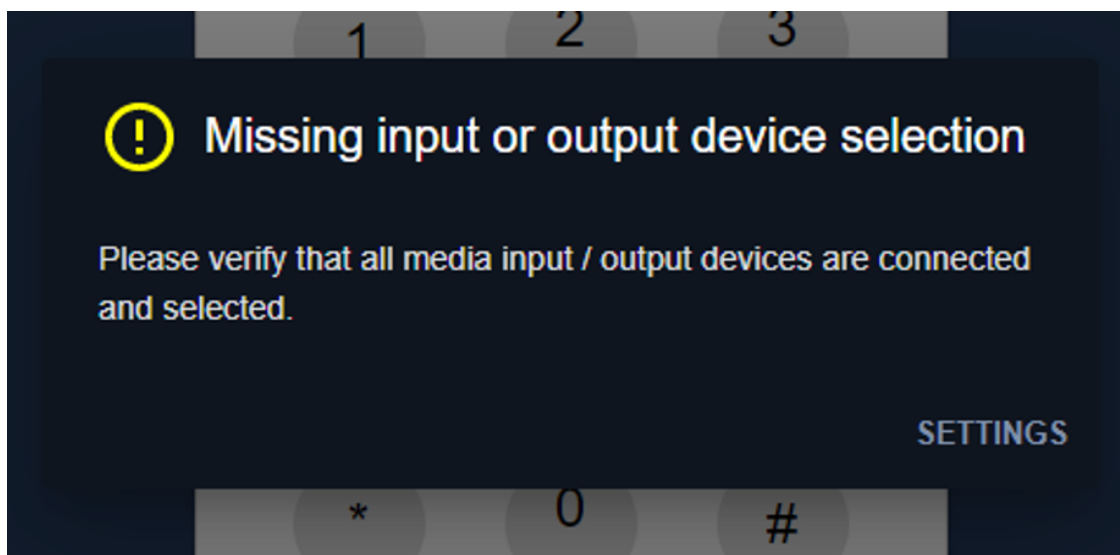 1 2 3
Missing input or output device selection
Please verify that all media input / output devices are connected
and selected.
SETTINGS
* 0 #